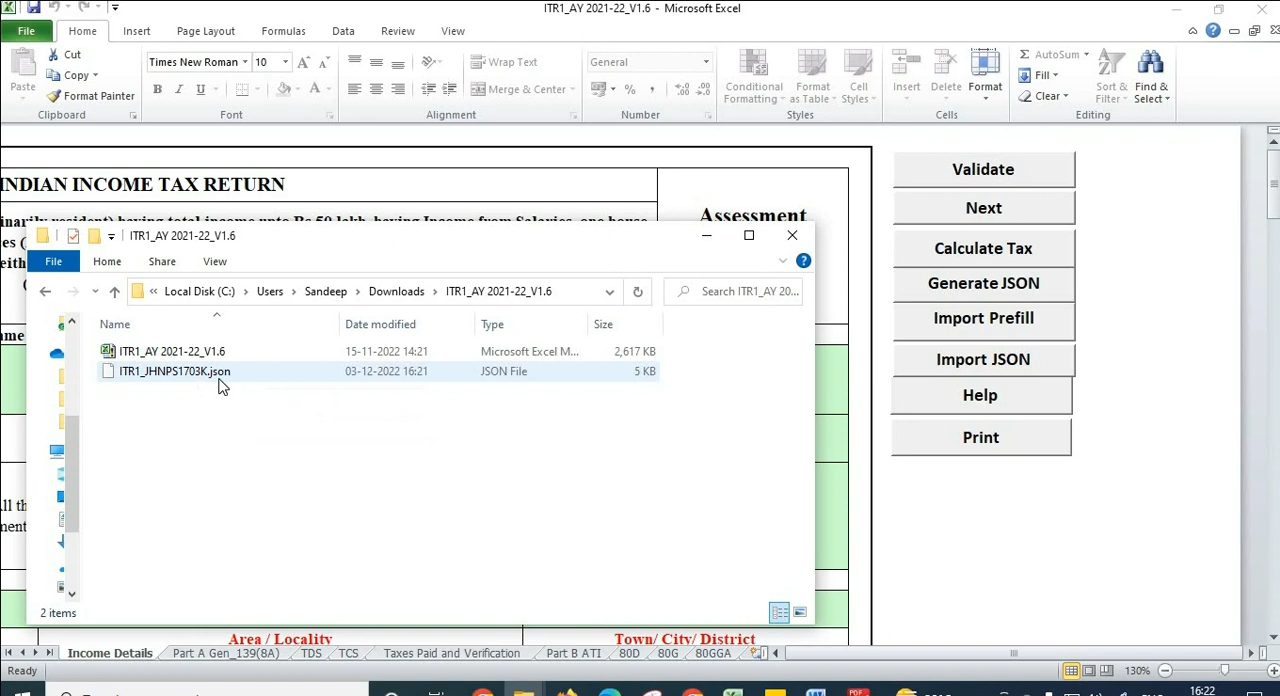 ITR1_AY 2021-22_V1.6 - Microsoft Excel
File Home Insert Page Layout Formulas Data Review View
Paste
Cut
Copy
Format Painter
Clipboard
Times New Roman 10
B I U
Font
Wrap Text
Merge & Center
Alignment
General
Number
Conditional Formatting
Format as Table
Cell Styles
Styles
Insert Delete Format
Cells
AutoSum
Fill
Clear
Sort & Filter
Find & Select
Editing
INDIAN INCOME TAX RETURN
Assessment
Validate
Next
Calculate Tax
Generate JSON
Import Prefill
Import JSON
Help
Print
ITR1_AY 2021-22_V1.6
File Home Share View
« Local Disk (C:) › Users › Sandeep › Downloads › ITR1_AY 2021-22_V1.6
Search ITR1_AY 20...
Name Date modified Type Size
ITR1_AY 2021-22_V1.6 15-11-2022 14:21 Microsoft Excel M... 2,617 KB
ITR1_JHNPS1703K.json 03-12-2022 16:21 JSON File 5 KB
2 items
Area / Locality Town/ City/ District
Income Details Part A Gen_139(8A) TDS TCS Taxes Paid and Verification Part B ATI 80D 80G 80GGA
Ready 130%
16:22